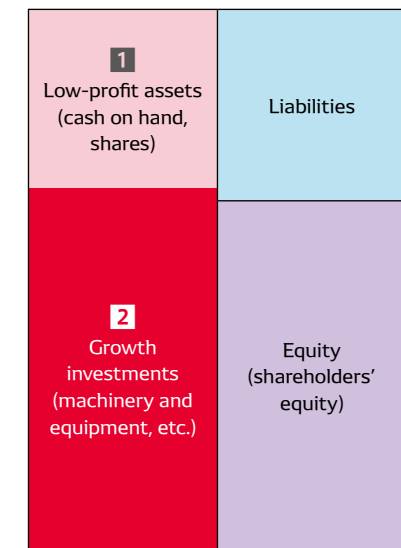 1
Low-profit assets
(cash on hand,
shares)
Liabilities
2
Growth
investments
(machinery and
equipment, etc.)
Equity
(shareholders'
equity)